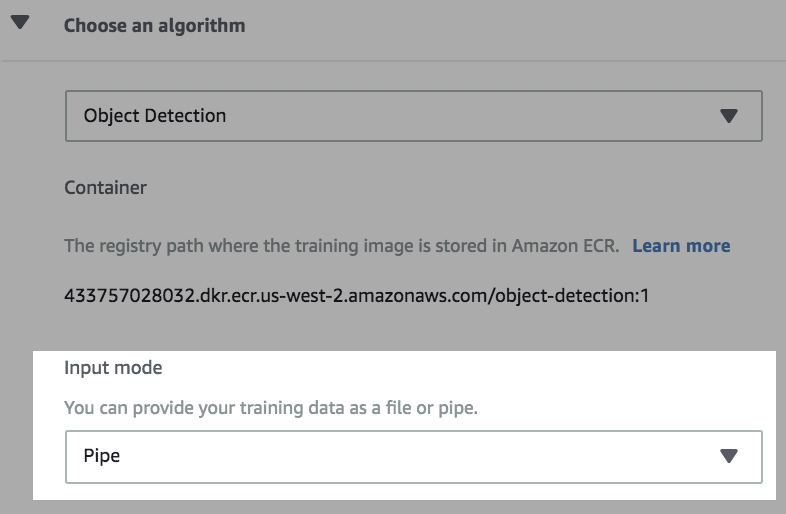 Choose an algorithm
Object Detection
Container
The registry path where the training image is stored in Amazon ECR. Learn more
433757028032.dkr.ecr.us-west-2.amazonaws.com/object-detection:1
Input mode
You can provide your training data as a file or pipe.
Pipe